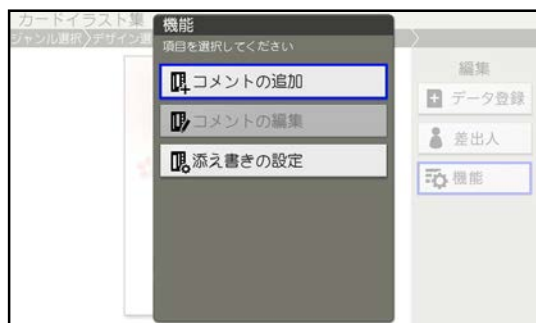 カードイラスト集
ジャンル選択〉デザイン選
機能
項目を選択してください
コメントの追加
コメントの編集
添え書きの設定
編集
データ登録
差出人
機能